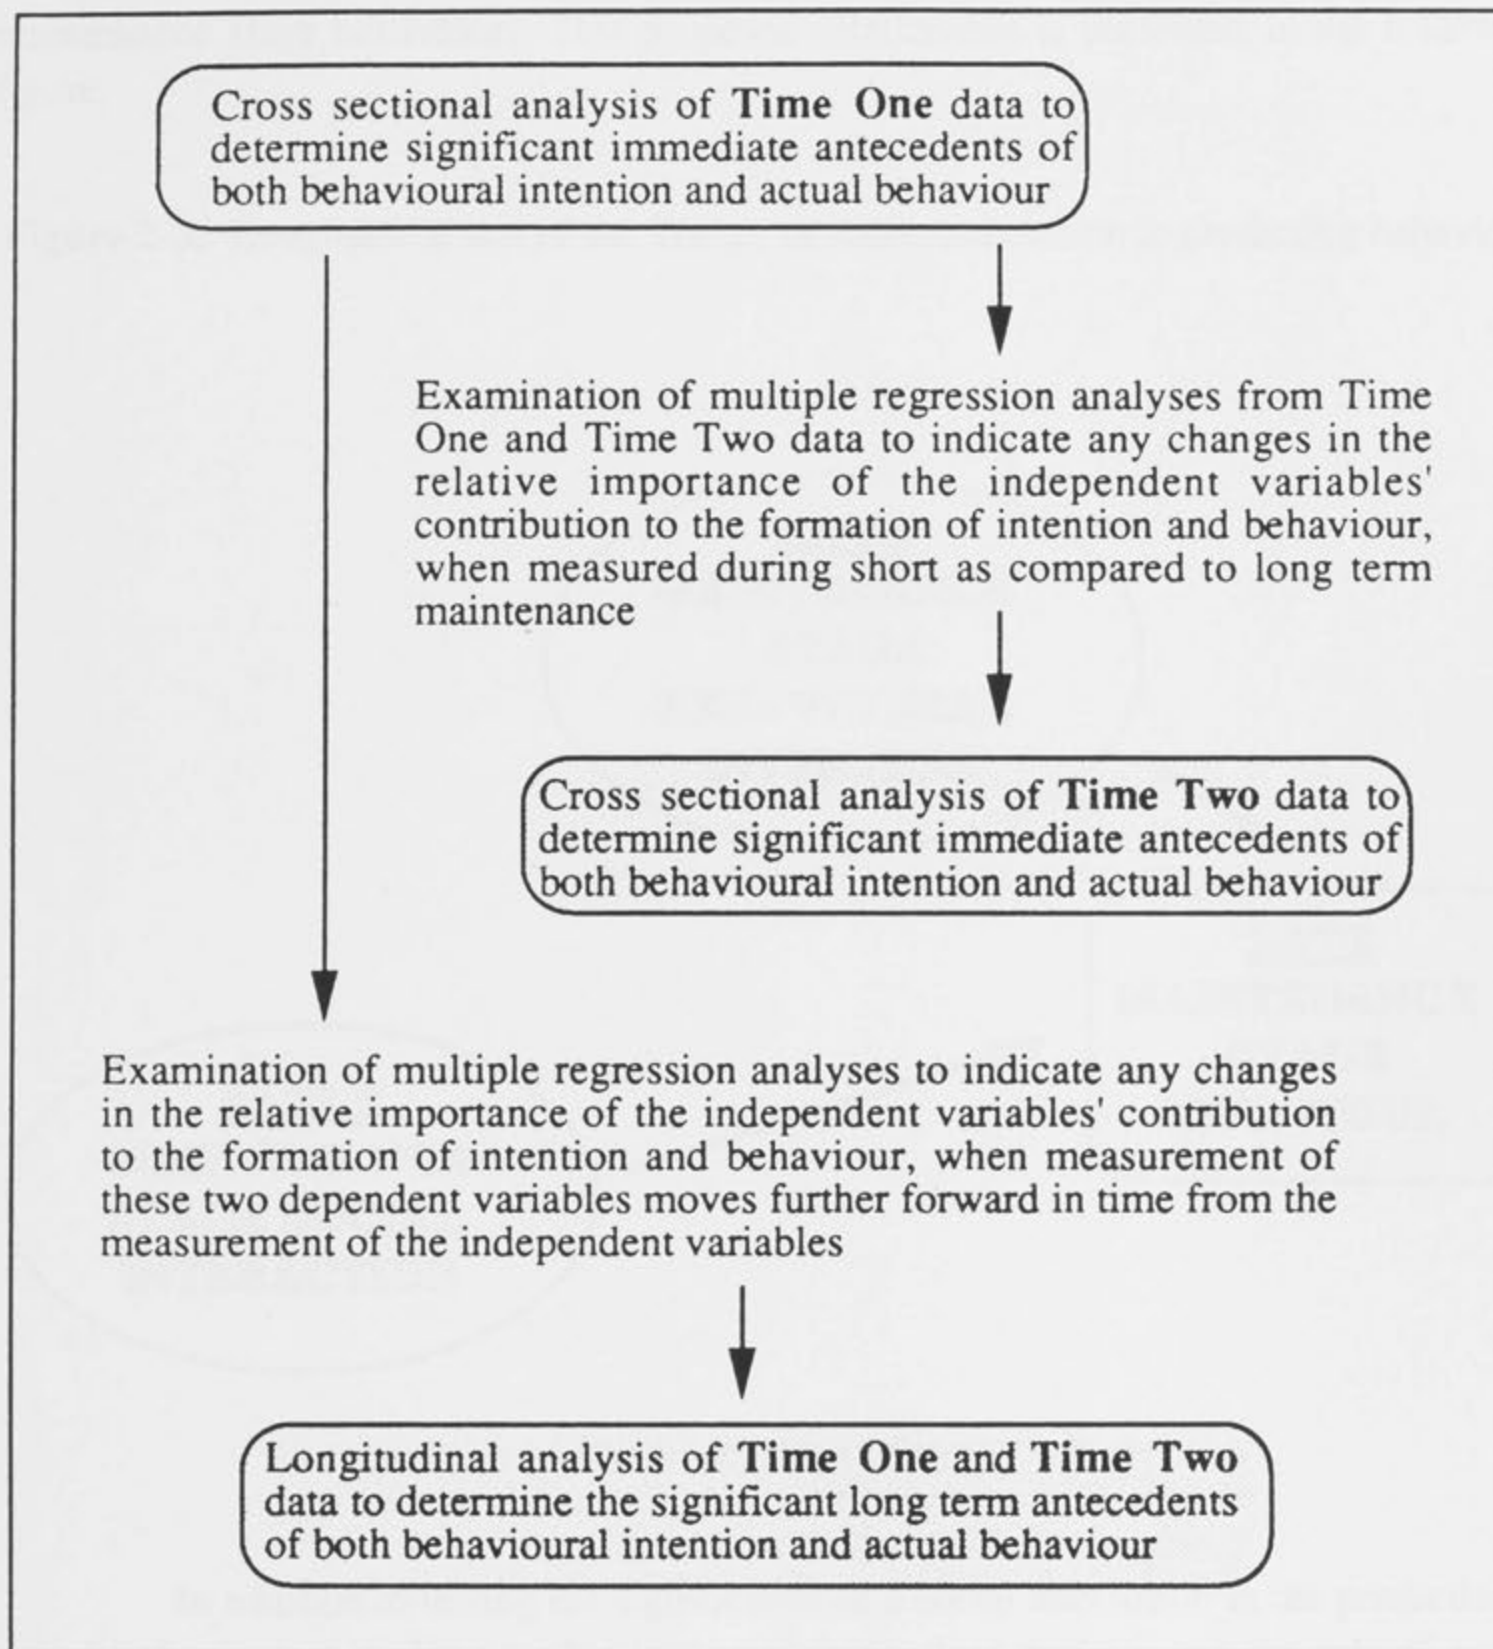 Cross sectional analysis of Time One data to
determine significant immediate antecedents of
both behavioural intention and actual behaviour
Examination of multiple regression analyses from Time
One and Time Two data to indicate any changes in the
relative importance of the independent variables'
contribution to the formation of intention and behaviour,
when measured during short as compared to long term
maintenance
Cross sectional analysis of Time Two data to
determine significant immediate antecedents of
both behavioural intention and actual behaviour
Examination of multiple regression analyses to indicate any changes
in the relative importance of the independent variables' contribution
to the formation of intention and behaviour, when measurement of
these two dependent variables moves further forward in time from the
measurement of the independent variables
Longitudinal analysis of Time One and Time Two
data to determine the significant long term antecedents
of both behavioural intention and actual behaviour